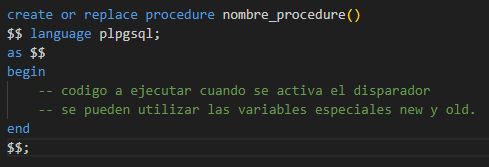 create or replace procedure nombre_procedure()
$$ language plpgsql;
as $$
begin
-- codigo a ejecutar cuando se activa el disparador
-- se pueden utilizar las variables especiales new y old.
end
$$;